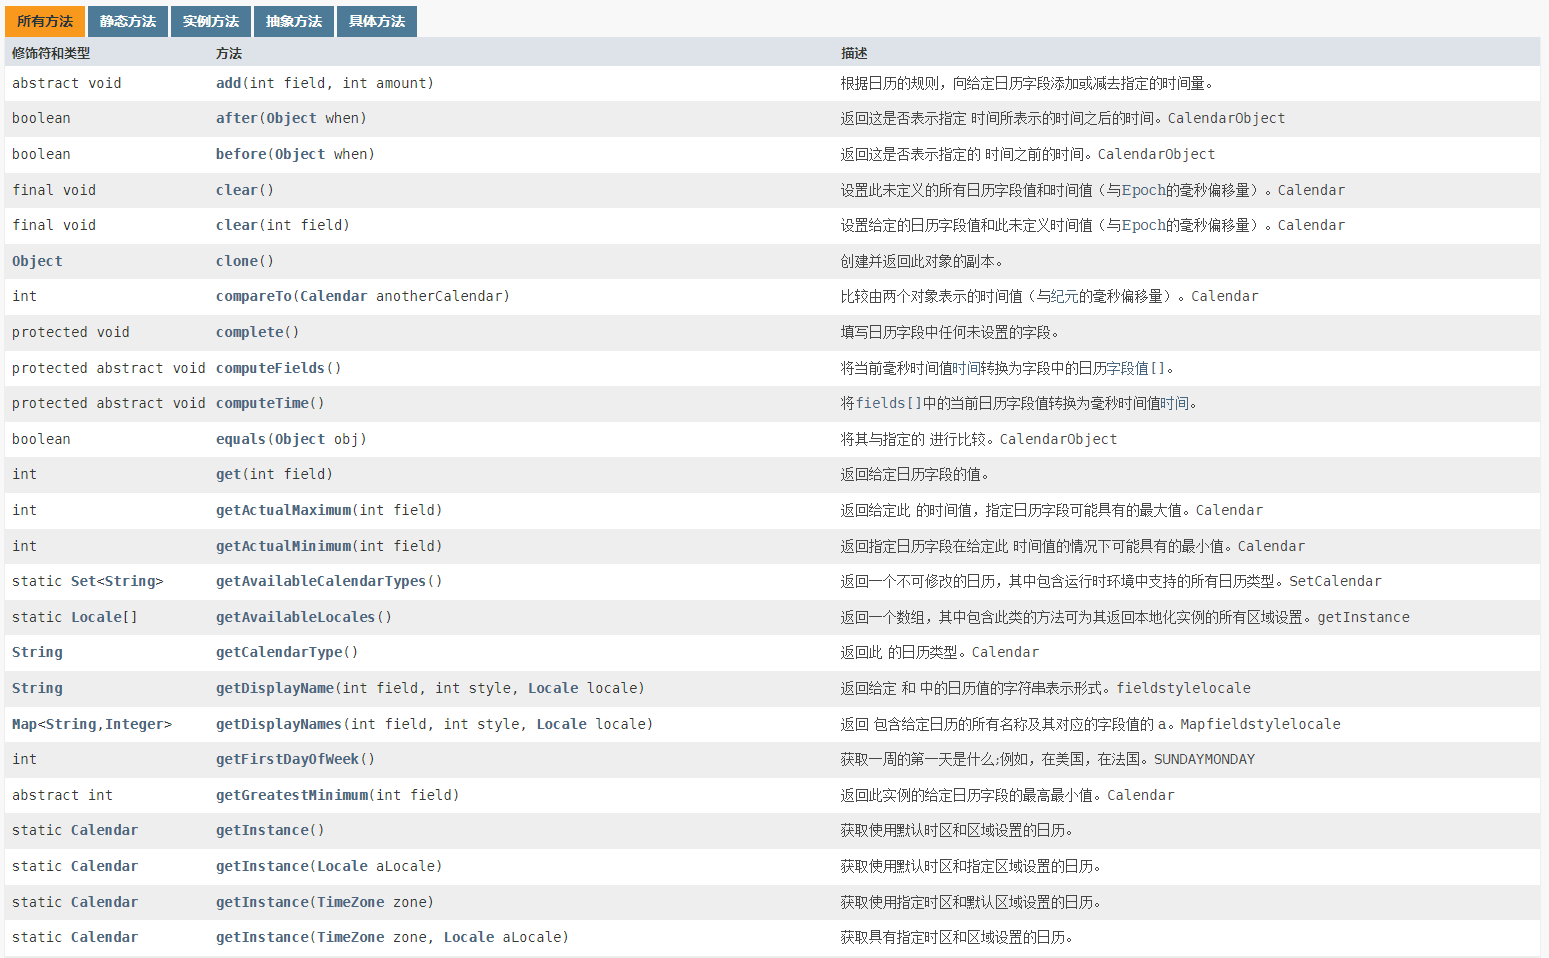 所有方法 静态方法 实例方法 抽象方法 具体方法
修饰符和类型 方法 描述
abstract void add(int field, int amount) 根据日历的规则，向给定日历字段添加或减去指定的时间量。
boolean after(Object when) 返回这是否表示指定 时间所表示的时间之后的时间。CalendarObject
boolean before(Object when) 返回这是否表示指定的 时间之前的时间。CalendarObject
final void clear() 设置此未定义的所有日历字段值和时间值（与Epoch的毫秒偏移量）。Calendar
final void clear(int field) 设置给定的日历字段值和此未定义时间值（与Epoch的毫秒偏移量）。Calendar
Object clone() 创建并返回此对象的副本。
int compareTo(Calendar anotherCalendar) 比较由两个对象表示的时间值（与纪元的毫秒偏移量）。Calendar
protected void complete() 填写日历字段中任何未设置的字段。
protected abstract void computeFields() 将当前毫秒时间值时间转换为字段中的日历字段值[]。
protected abstract void computeTime() 将fields[]中的当前日历字段值转换为毫秒时间值时间。
boolean equals(Object obj) 将其与指定的 进行比较。CalendarObject
int get(int field) 返回给定日历字段的值。
int getActualMaximum(int field) 返回给定此 的时间值，指定日历字段可能具有的最大值。Calendar
int getActualMinimum(int field) 返回指定日历字段在给定此 时间值的情况下可能具有的最小值。Calendar
static Set<String> getAvailableCalendarTypes() 返回一个不可修改的日历，其中包含运行时环境中支持的所有日历类型。SetCalendar
static Locale[] getAvailableLocales() 返回一个数组，其中包含此类的方法可为其返回本地化实例的所有区域设置。getInstance
String getCalendarType() 返回此 的日历类型。Calendar
String getDisplayName(int field, int style, Locale locale) 返回给定 和 中的日历值的字符串表示形式。fieldstylelocale
Map<String,Integer> getDisplayNames(int field, int style, Locale locale) 返回 包含给定日历的所有名称及其对应的字段值的 a。Mapfieldstylelocale
int getFirstDayOfWeek() 获取一周的第一天是什么;例如，在美国，在法国。SUNDAYMONDAY
abstract int getGreatestMinimum(int field) 返回此实例的给定日历字段的最高最小值。Calendar
static Calendar getInstance() 获取使用默认时区和区域设置的日历。
static Calendar getInstance(Locale aLocale) 获取使用默认时区和指定区域设置的日历。
static Calendar getInstance(TimeZone zone) 获取使用指定时区和默认区域设置的日历。
static Calendar getInstance(TimeZone zone, Locale aLocale) 获取具有指定时区和区域设置的日历。